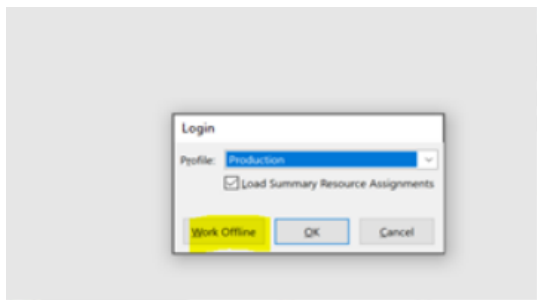 Login
Profile: Production
Load Summary Resource Assignments
Work Offline OK Cancel